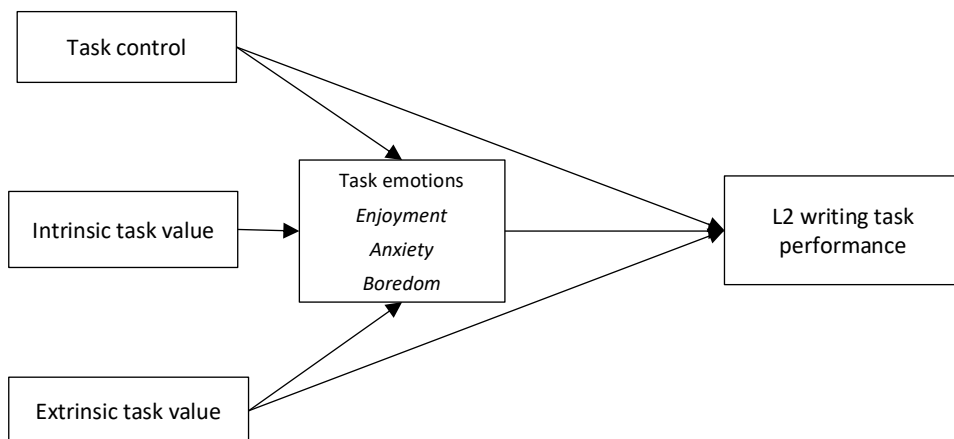 Task control
Task emotions
Enjoyment
Anxiety
Boredom
Intrinsic task value
L2 writing task
performance
Extrinsic task value